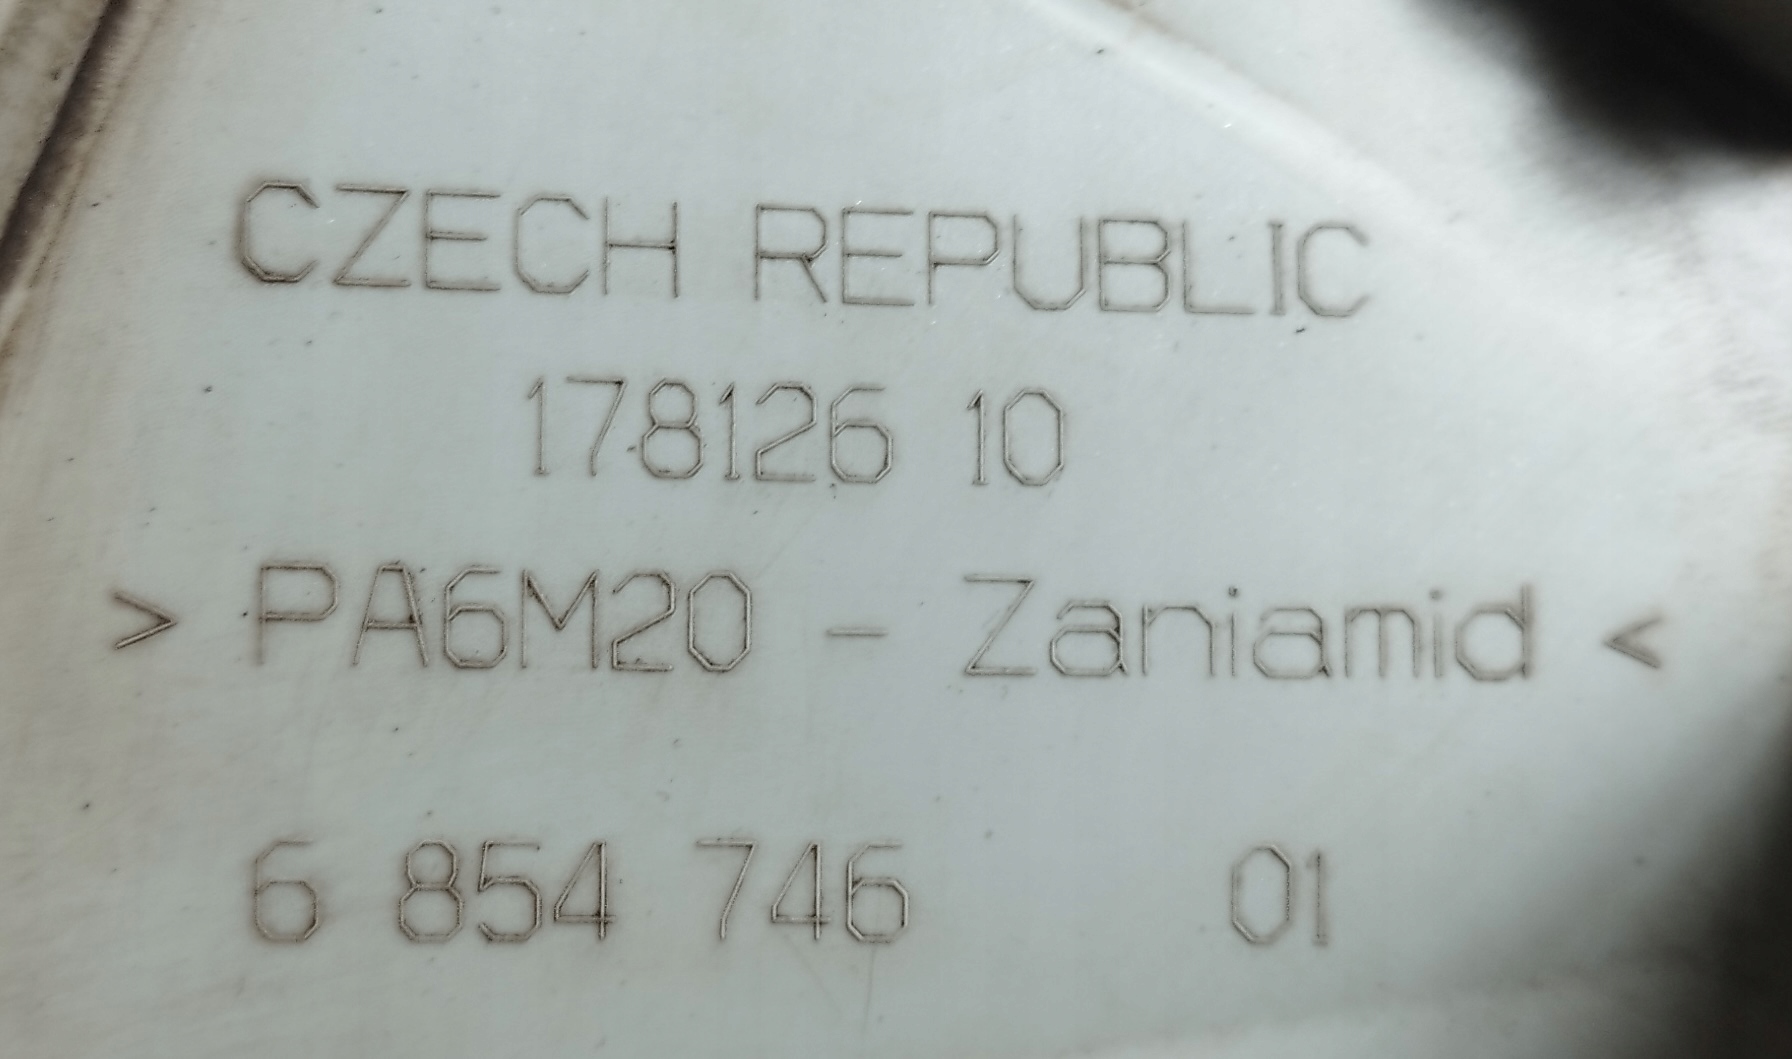 CZECH REPUBLIC
178126 10
> PA6M20 - Zaniamid <
6 854 746 01